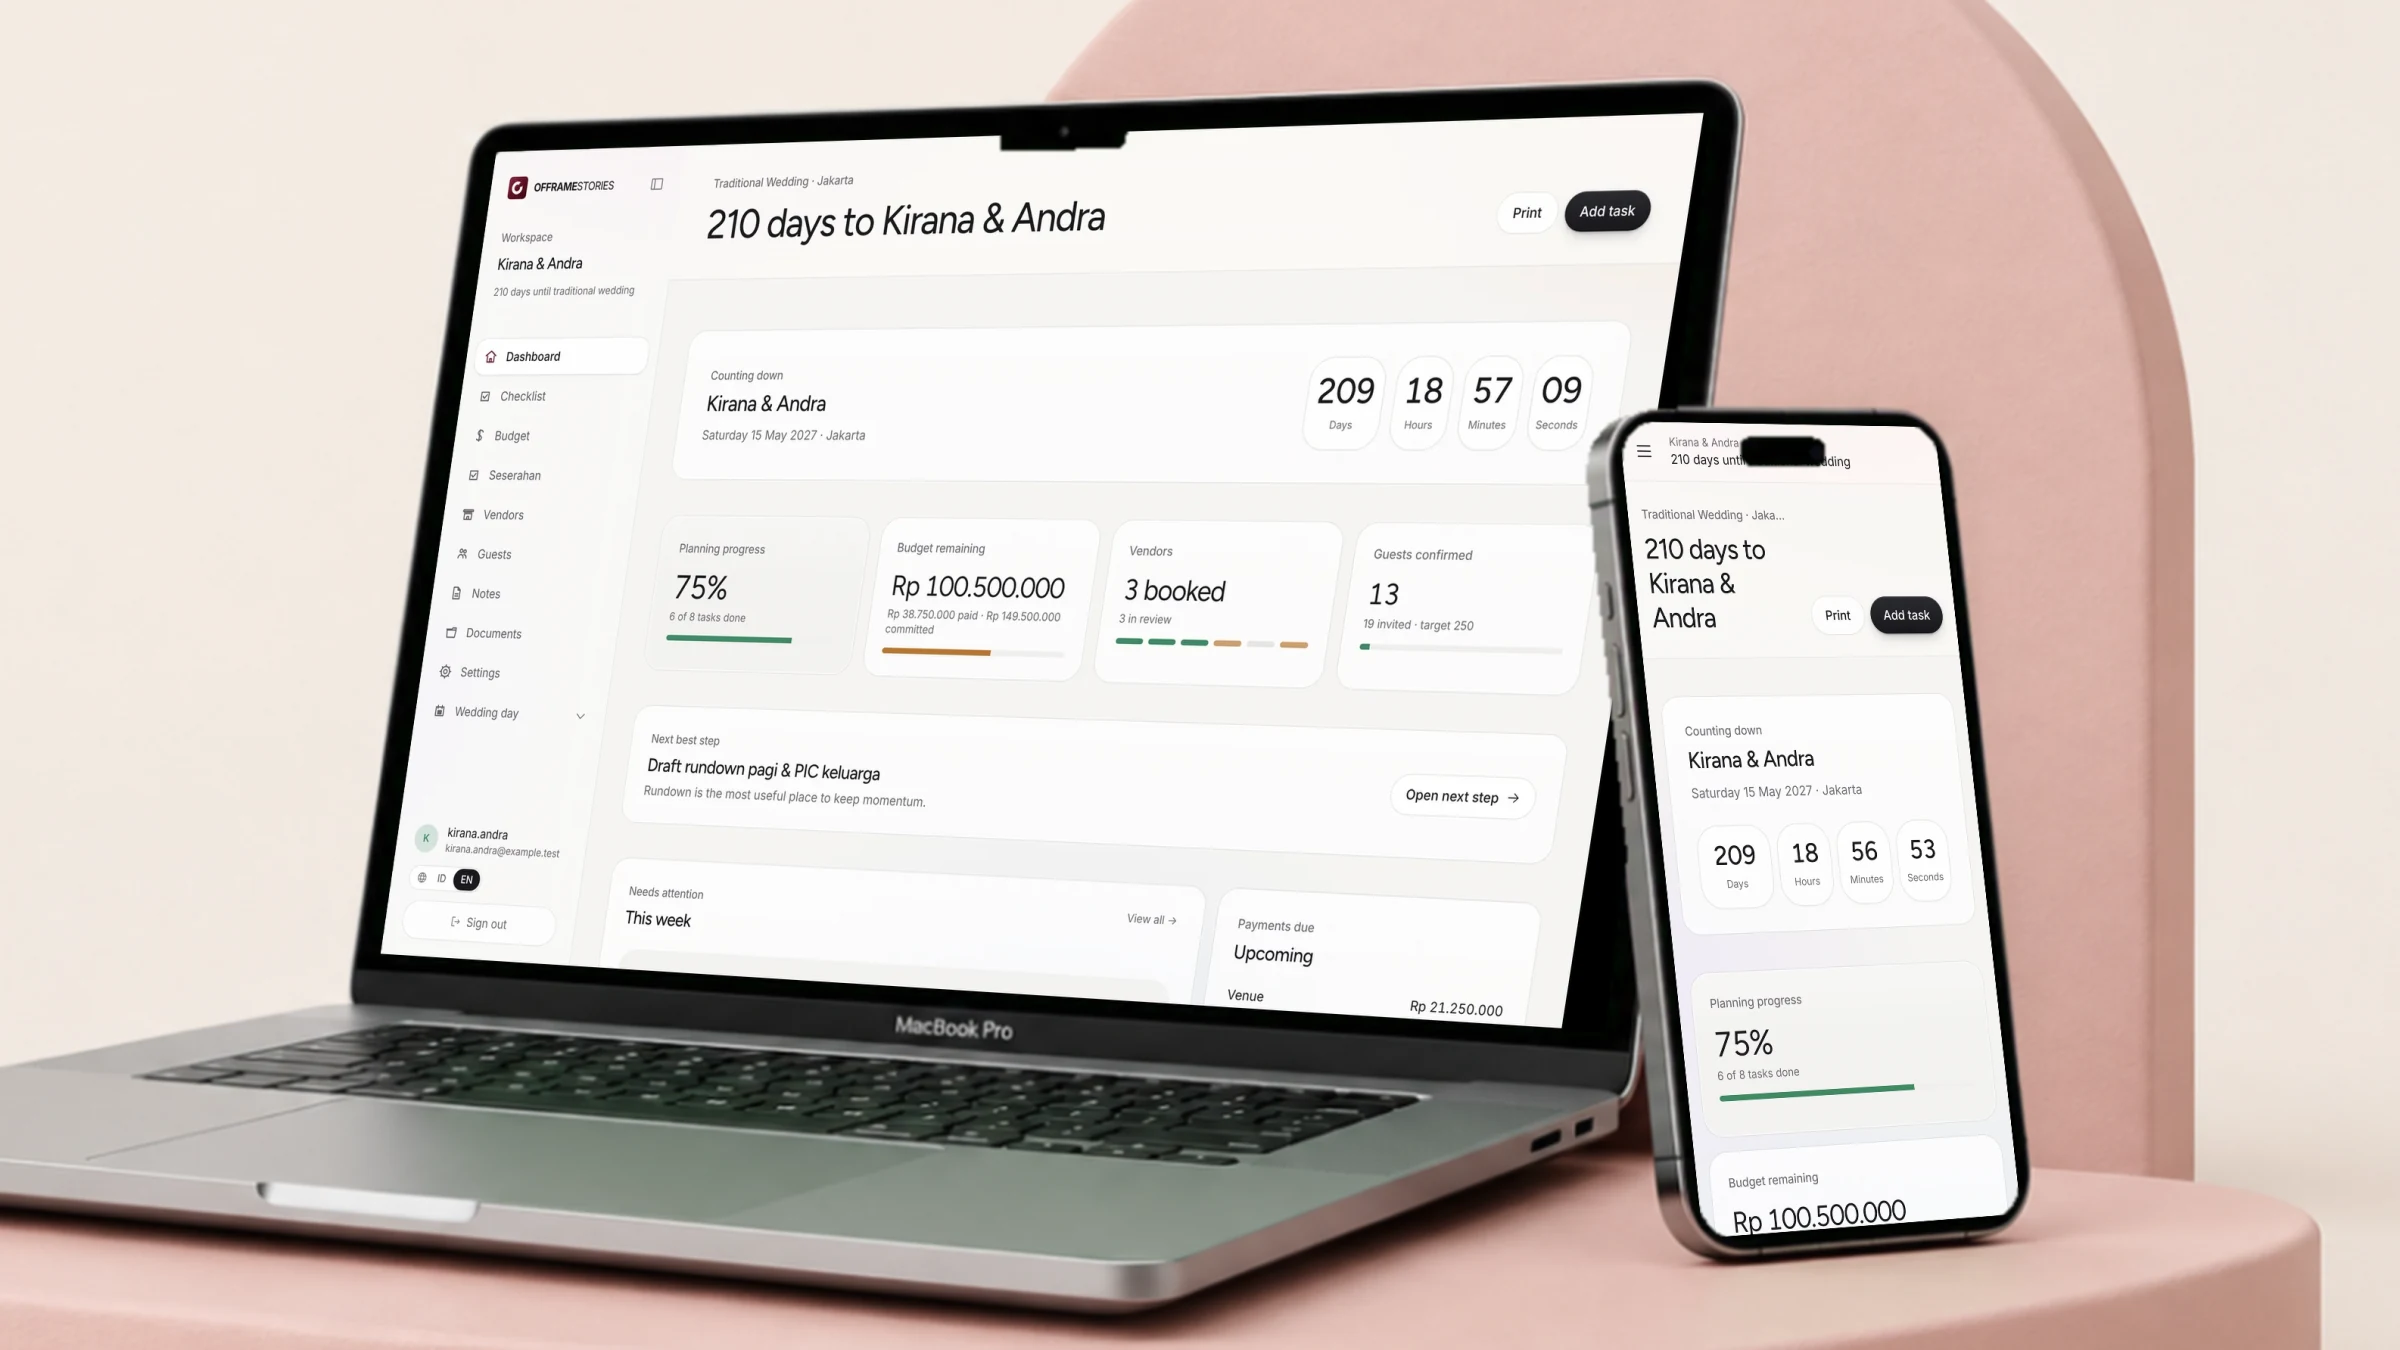 OFFRAMESTORIES
Workspace
Kirana & Andra
210 days until traditional wedding
Dashboard
Checklist
Budget
Seserahan
Vendors
Guests
Notes
Documents
Settings
Wedding day
K
kirana.andra
kirana.andra@example.test
ID EN
Sign out
Traditional Wedding · Jakarta
210 days to Kirana & Andra
Print
Add task
Counting down
Kirana & Andra
Saturday 15 May 2027 · Jakarta
209 18 57 09
Days Hours Minutes Seconds
Planning progress
75%
6 of 8 tasks done
Budget remaining
Rp 100.500.000
Rp 38.750.000 paid · Rp 149.500.000
committed
Vendors
3 booked
3 in review
Guests confirmed
13
19 invited · target 250
Next best step
Draft rundown pagi & PIC keluarga
Rundown is the most useful place to keep momentum.
Open next step →
Needs attention
This week
View all →
Payments due
Upcoming
Venue Rp 21.250.000
MacBook Pro
Kirana & Andra
210 days
Traditional Wedding · Jaka...
210 days to
Kirana &
Andra
Print
Add task
Counting down
Kirana & Andra
Saturday 15 May 2027 · Jakarta
209 18 56 53
Days Hours Minutes Seconds
Planning progress
75%
6 of 8 tasks done
Budget remaining
Rp 100.500.000